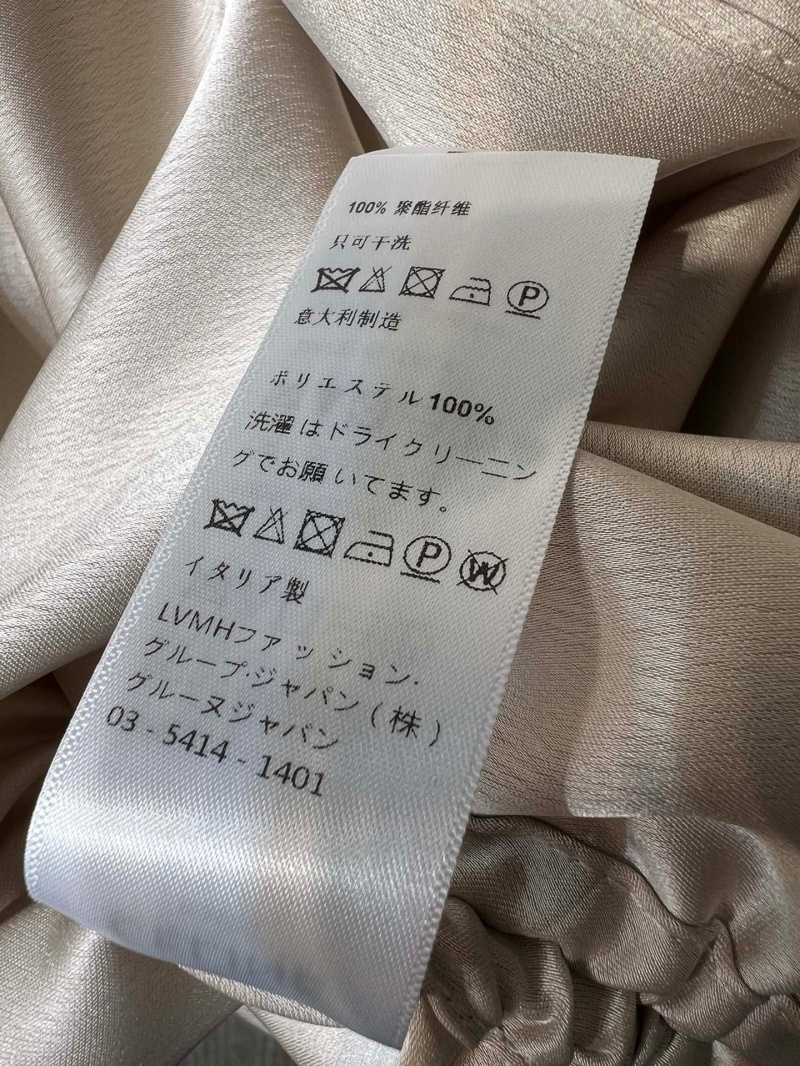 100% 聚酯纤维
只可干洗
P
意大利制造
ポリエステル100%
洗濯はドライクリーニン
グでお願いてます。
P W
イタリア製
LVMHファッション·
グループ·ジャパン(株)
グルーヌジャパン
03 - 5414 - 1401